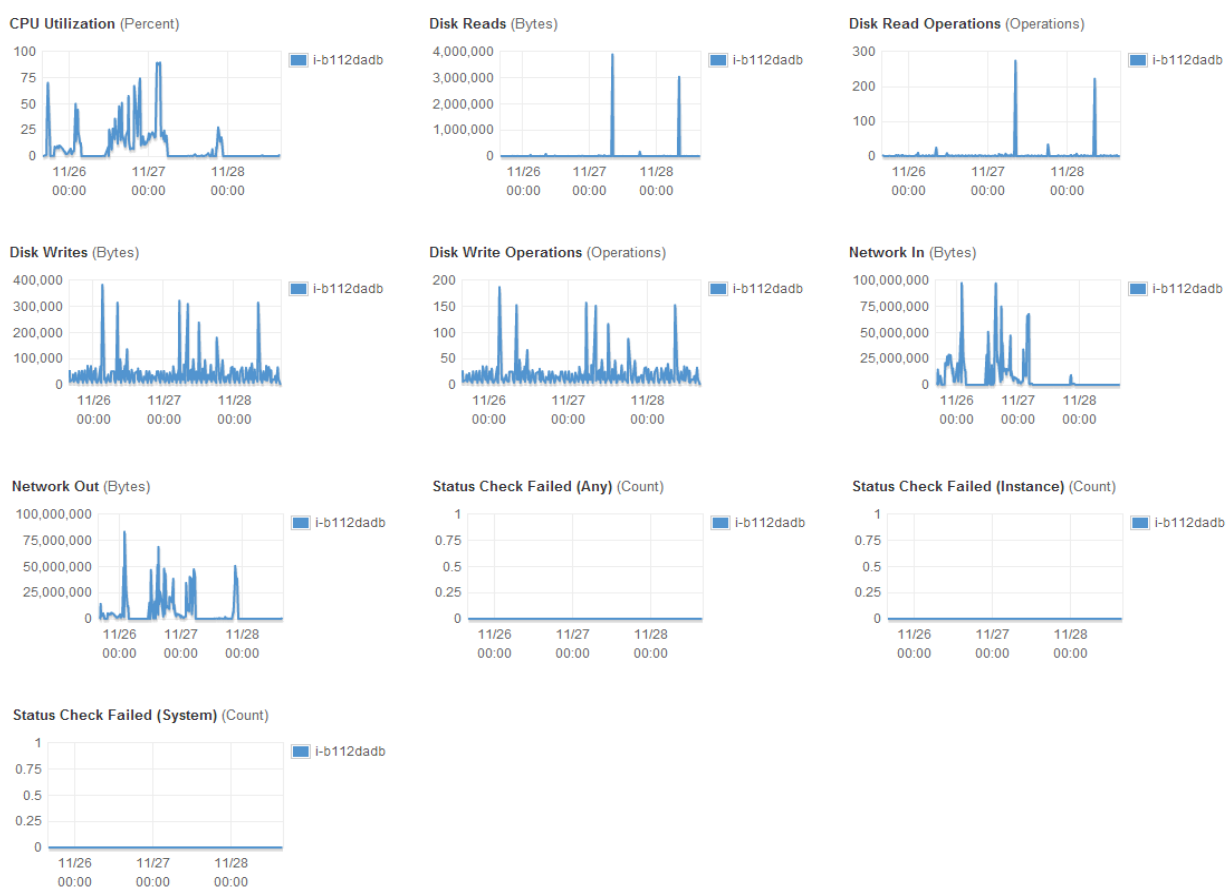 CPU Utilization (Percent)
100
75
50
25
0
11/26 11/27 11/28
00:00 00:00 00:00
i-b112dadb
Disk Reads (Bytes)
4,000,000
3,000,000
2,000,000
1,000,000
0
11/26 11/27 11/28
00:00 00:00 00:00
i-b112dadb
Disk Read Operations (Operations)
300
200
100
0
11/26 11/27 11/28
00:00 00:00 00:00
i-b112dadb
Disk Writes (Bytes)
400,000
300,000
200,000
100,000
0
11/26 11/27 11/28
00:00 00:00 00:00
i-b112dadb
Disk Write Operations (Operations)
200
150
100
50
0
11/26 11/27 11/28
00:00 00:00 00:00
i-b112dadb
Network In (Bytes)
100,000,000
75,000,000
50,000,000
25,000,000
0
11/26 11/27 11/28
00:00 00:00 00:00
i-b112dadb
Network Out (Bytes)
100,000,000
75,000,000
50,000,000
25,000,000
0
11/26 11/27 11/28
00:00 00:00 00:00
i-b112dadb
Status Check Failed (Any) (Count)
1
0.75
0.5
0.25
0
11/26 11/27 11/28
00:00 00:00 00:00
i-b112dadb
Status Check Failed (Instance) (Count)
1
0.75
0.5
0.25
0
11/26 11/27 11/28
00:00 00:00 00:00
i-b112dadb
Status Check Failed (System) (Count)
1
0.75
0.5
0.25
0
11/26 11/27 11/28
00:00 00:00 00:00
i-b112dadb